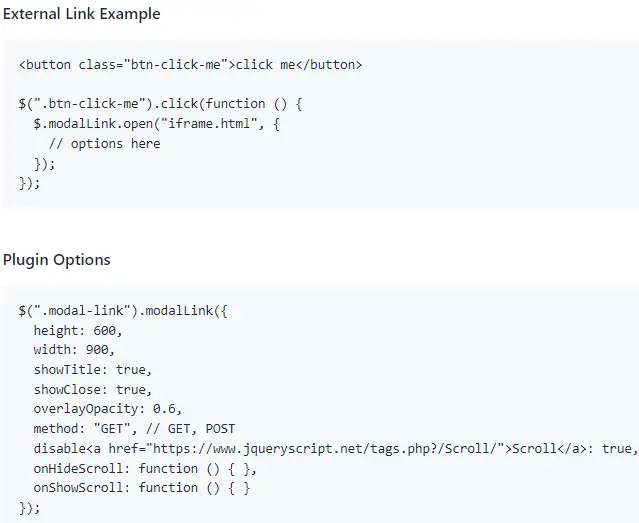 External Link Example
<button class="btn-click-me">click me</button>
$(".btn-click-me").click(function () {
$.modalLink.open("iframe.html", {
// options here
});
});
Plugin Options
$(".modal-link").modalLink({
height: 600,
width: 900,
showTitle: true,
showClose: true,
overlayOpacity: 0.6,
method: "GET", // GET, POST
disable<a href="https://www.jqueryscript.net/tags.php?/Scroll/">Scroll</a>: true,
onHideScroll: function () { },
onShowScroll: function () { }
});